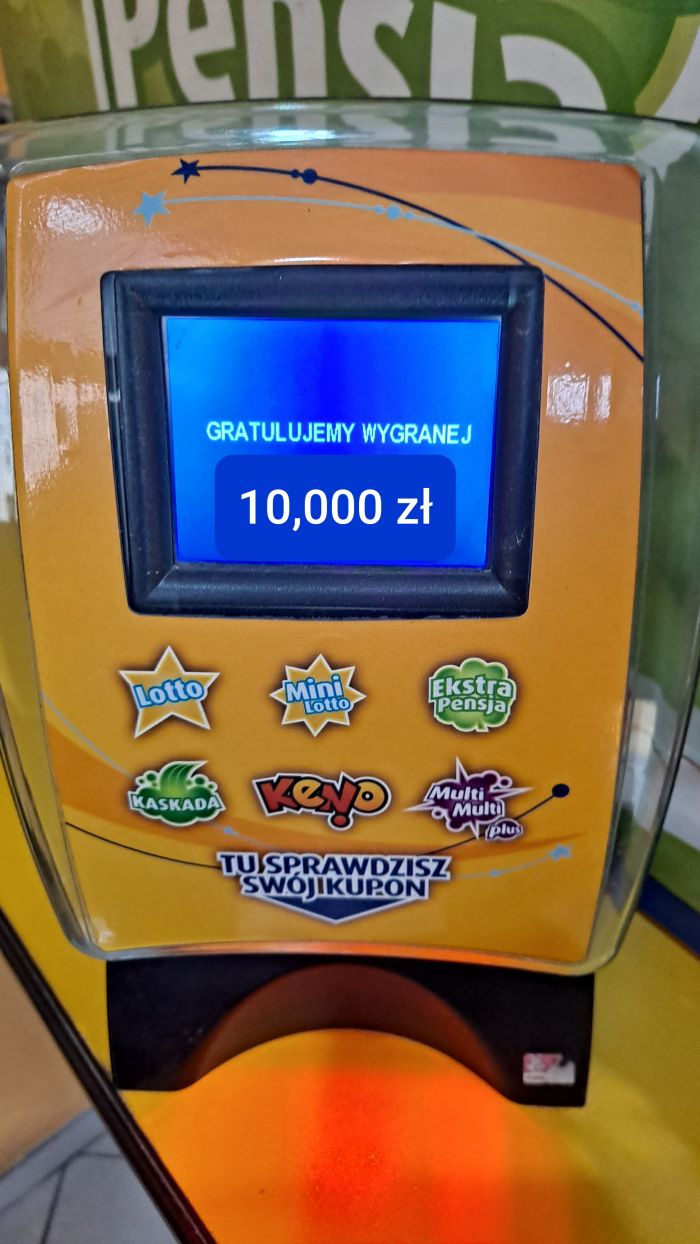 Pensja
GRATULUJEMY WYGRANEJ
10,000 zł
Lotto
Mini
Lotto
Ekstra
Pensja
KASKADA
KENO
Multi
Multi
plus
TU SPRAWDZISZ
SWÓJ KUPON